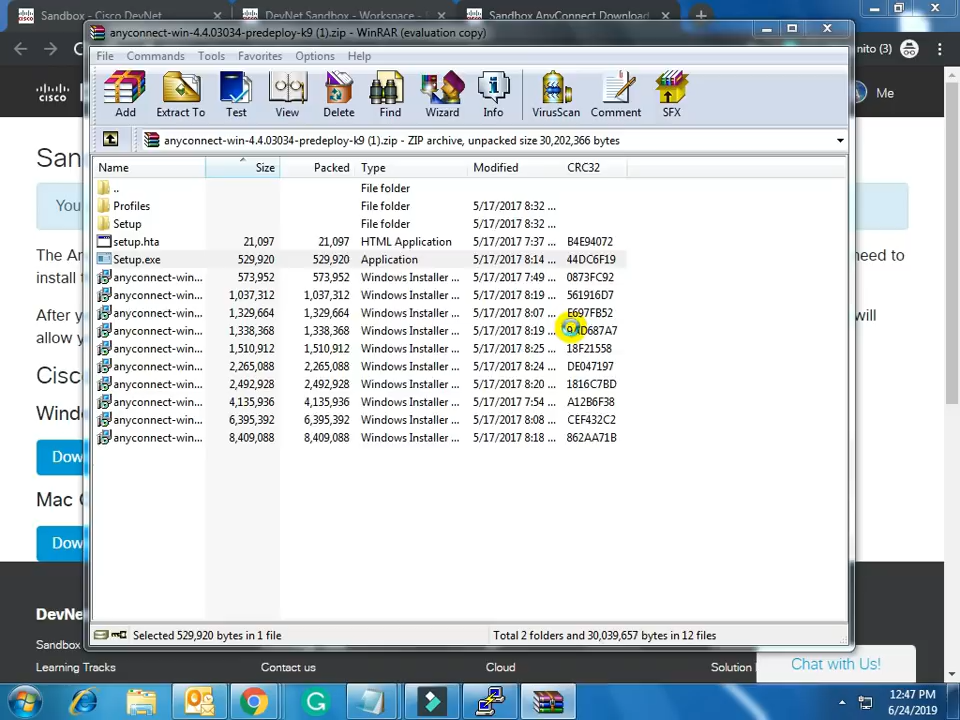 Sandbox - Cisco DevNet
DevNet Sandbox - Workspace -
Sandbox AnyConnect Download
anyconnect-win-4.4.03034-predeploy-k9 (1).zip - WinRAR (evaluation copy)
nito (3)
File Commands Tools Favorites Options Help
CISCO
Me
Add Extract To Test View Delete Find Wizard Info VirusScan Comment SFX
anyconnect-win-4.4.03034-predeploy-k9 (1).zip - ZIP archive, unpacked size 30,202,366 bytes
San
Name Size Packed Type Modified CRC32
.. File folder
You
Profiles File folder 5/17/2017 8:32 ...
Setup File folder 5/17/2017 8:32 ...
setup.hta 21,097 21,097 HTML Application 5/17/2017 7:37 ... B4E94072
The A
need to
Setup.exe 529,920 529,920 Application 5/17/2017 8:14 ... 44DC6F19
install t
anyconnect-win... 573,952 573,952 Windows Installer ... 5/17/2017 7:49 ... 0873FC92
anyconnect-win... 1,037,312 1,037,312 Windows Installer ... 5/17/2017 8:19 ... 561916D7
After y
will
anyconnect-win... 1,329,664 1,329,664 Windows Installer ... 5/17/2017 8:07 ... E697FB52
allow y
anyconnect-win... 1,338,368 1,338,368 Windows Installer ... 5/17/2017 8:19 ...
anyconnect-win... 1,510,912 1,510,912 Windows Installer ... 5/17/2017 8:25 ... 18F21558
anyconnect-win... 2,265,088 2,265,088 Windows Installer ... 5/17/2017 8:24 ... DE047197
Cisc
anyconnect-win... 2,492,928 2,492,928 Windows Installer ... 5/17/2017 8:20 ... 1816C7BD
anyconnect-win... 4,135,936 4,135,936 Windows Installer ... 5/17/2017 7:54 ... A12B6F38
Windo
anyconnect-win... 6,395,392 6,395,392 Windows Installer ... 5/17/2017 8:08 ... CEF432C2
anyconnect-win... 8,409,088 8,409,088 Windows Installer ... 5/17/2017 8:18 ... 862AA71B
Dow
Mac C
Dow
DevNet
Selected 529,920 bytes in 1 file
Total 2 folders and 30,039,657 bytes in 12 files
Sandbox
Learning Tracks
Contact us
Cloud
Solution
Chat with Us!
12:47 PM
6/24/2019